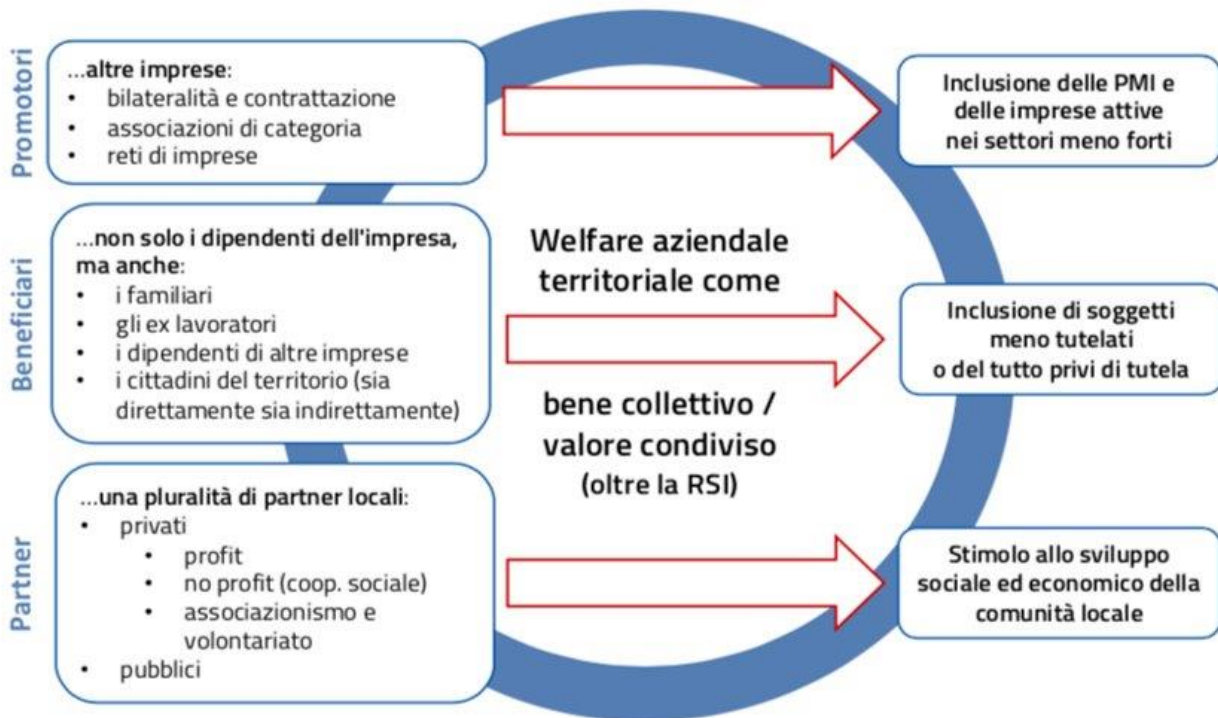 Promotori
...altre imprese:
• bilateralità e contrattazione
• associazioni di categoria
• reti di imprese
Inclusione delle PMI e
delle imprese attive
nei settori meno forti
Beneficiari
...non solo i dipendenti dell'impresa,
ma anche:
• i familiari
• gli ex lavoratori
• i dipendenti di altre imprese
• i cittadini del territorio (sia
direttamente sia indirettamente)
Welfare aziendale
territoriale come
bene collettivo /
valore condiviso
(oltre la RSI)
Inclusione di soggetti
meno tutelati
o del tutto privi di tutela
Partner
...una pluralità di partner locali:
• privati
• profit
• no profit (coop. sociale)
• associazionismo e
volontariato
• pubblici
Stimolo allo sviluppo
sociale ed economico della
comunità locale